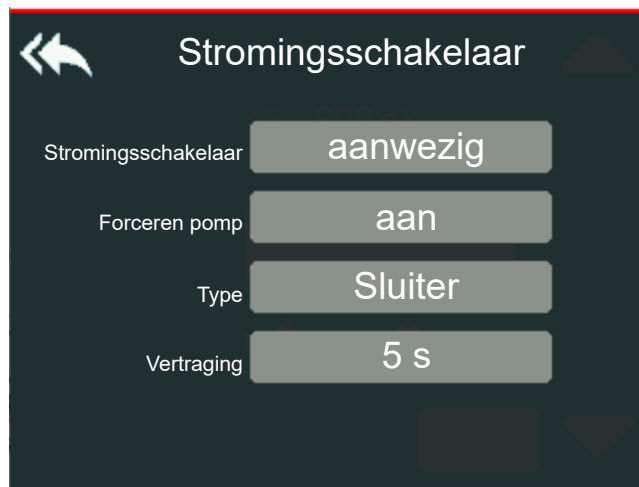 Stromingsschakelaar
Stromingsschakelaar aanwezig
Forceren pomp aan
Type Sluiter
Vertraging 5 s